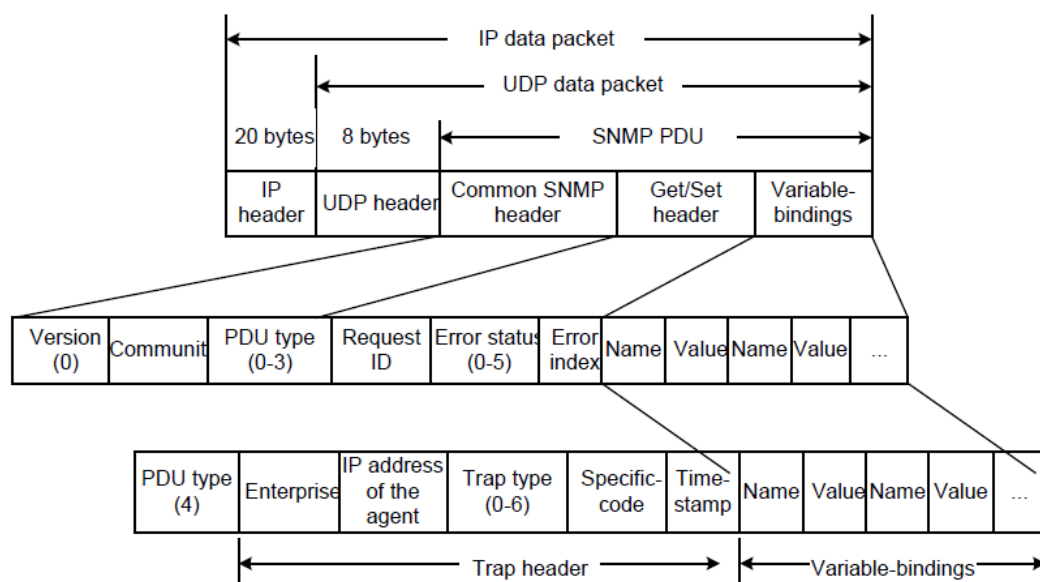 IP data packet
UDP data packet
20 bytes 8 bytes SNMP PDU
IP header UDP header Common SNMP header Get/Set header Variable-bindings
Version (0) Communit PDU type (0-3) Request ID Error status (0-5) Error index Name Value Name Value ...
PDU type (4) Enterprise IP address of the agent Trap type (0-6) Specific-code Time-stamp Name Value Name Value ...
Trap header Variable-bindings